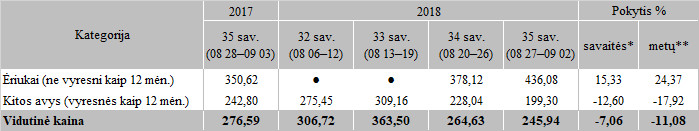 Kategorija 2017 2018 Pokytis %
35 sav. (08 28–09 03) 32 sav. (08 06–12) 33 sav. (08 13–19) 34 sav. (08 20–26) 35 sav. (08 27–09 02) savaitės* metų**
Ėriukai (ne vyresni kaip 12 mėn.) 350,62 ● ● 378,12 436,08 15,33 24,37
Kitos avys (vyresnės kaip 12 mėn.) 242,80 275,45 309,16 228,04 199,30 -12,60 -17,92
Vidutinė kaina 276,59 306,72 363,50 264,63 245,94 -7,06 -11,08